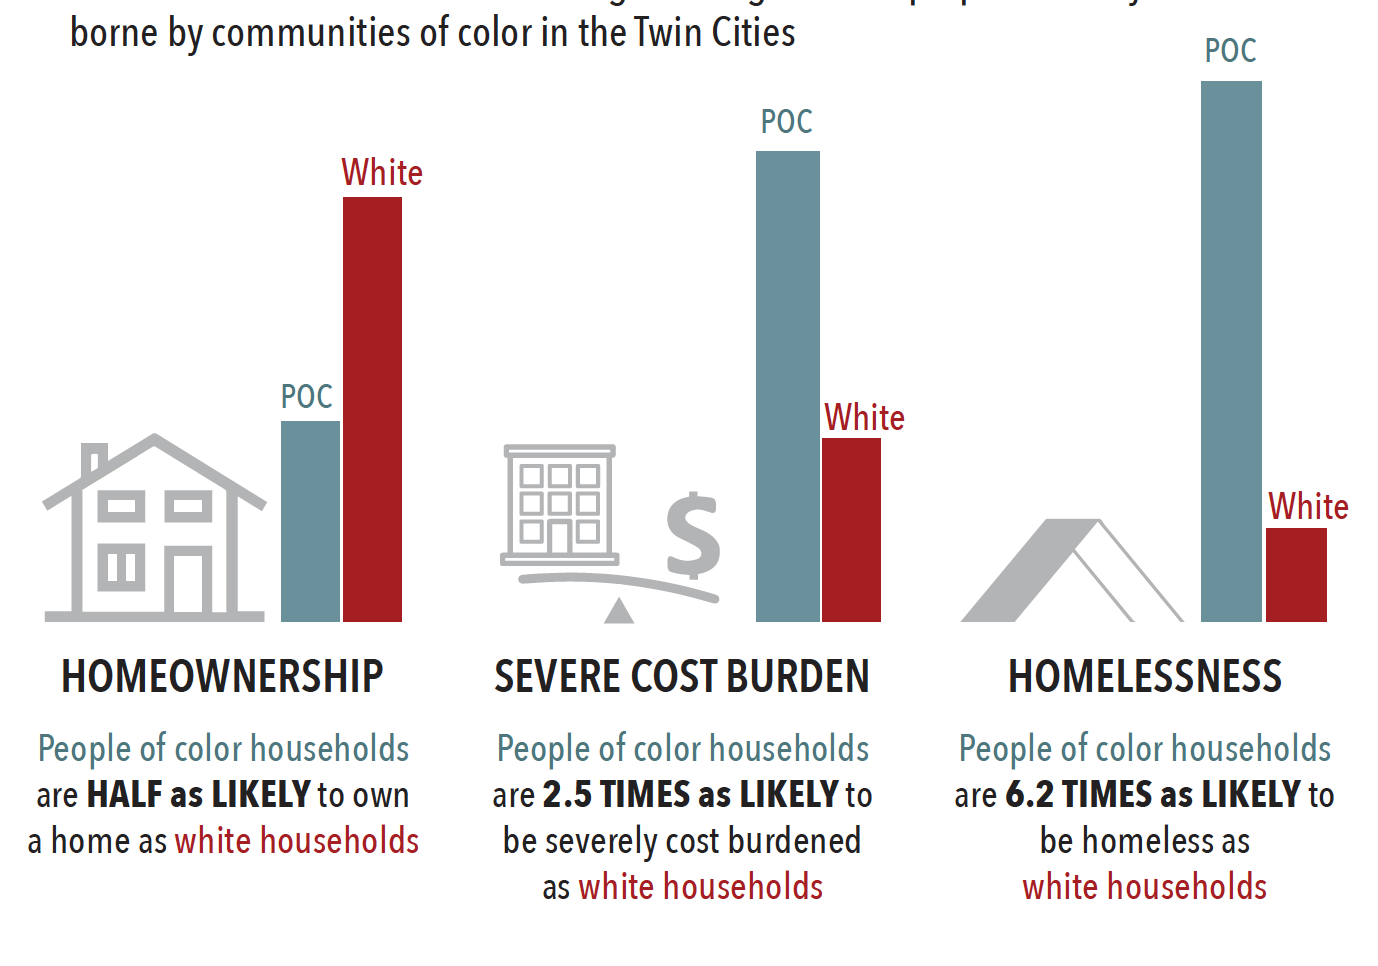 borne by communities of color in the Twin Cities
POC
White
POC
White
POC
White
HOMEOWNERSHIP
People of color households
are HALF as LIKELY to own
a home as white households
SEVERE COST BURDEN
People of color households
are 2.5 TIMES as LIKELY to
be severely cost burdened
as white households
HOMELESSNESS
People of color households
are 6.2 TIMES as LIKELY to
be homeless as
white households